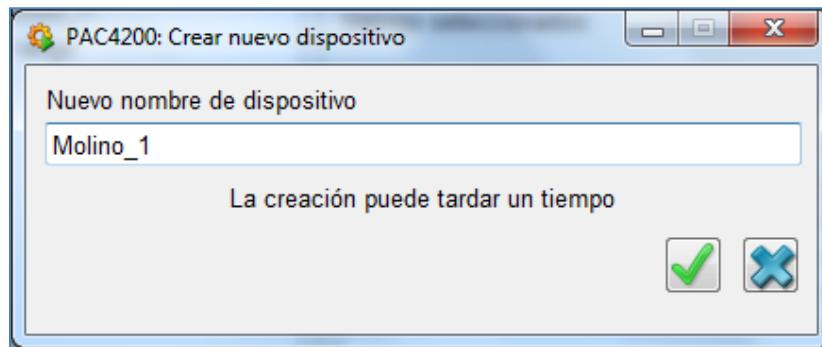 PAC4200: Crear nuevo dispositivo
Nuevo nombre de dispositivo
Molino_1
La creación puede tardar un tiempo